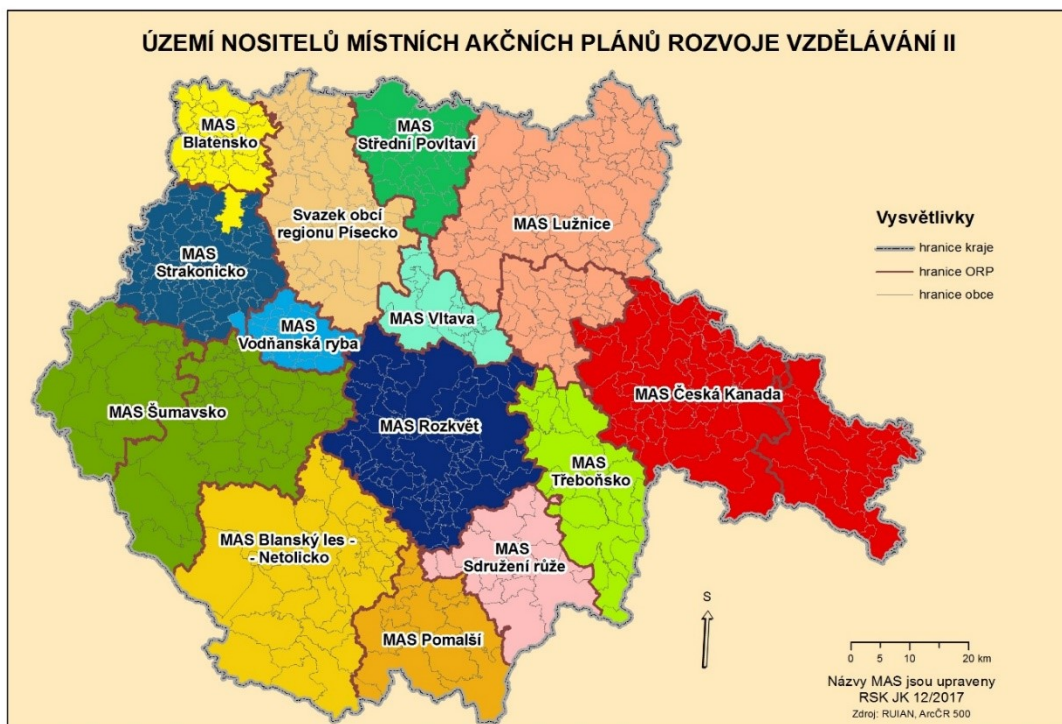 ÚZEMÍ NOSITELŮ MÍSTNÍCH AKČNÍCH PLÁNŮ ROZVOJE VZDĚLÁVÁNÍ II
MAS
Blatensko
MAS
Střední Povltaví
Svazek obcí
regionu Písecko
MAS Lužnice
MAS
Strakonicko
MAS Vltava
MAS
Vodňanská ryba
MAS Šumavsko
MAS Rozkvět
MAS Česká Kanada
MAS
Třeboňsko
MAS Blanský les -
- Netolicko
MAS
Sdružení růže
MAS Pomalší
Vysvětlivky
hranice kraje
hranice ORP
hranice obce
S
0 5 10 20 km
Názvy MAS jsou upraveny
RSK JK 12/2017
Zdroj: RUIAN, ArcČR 500